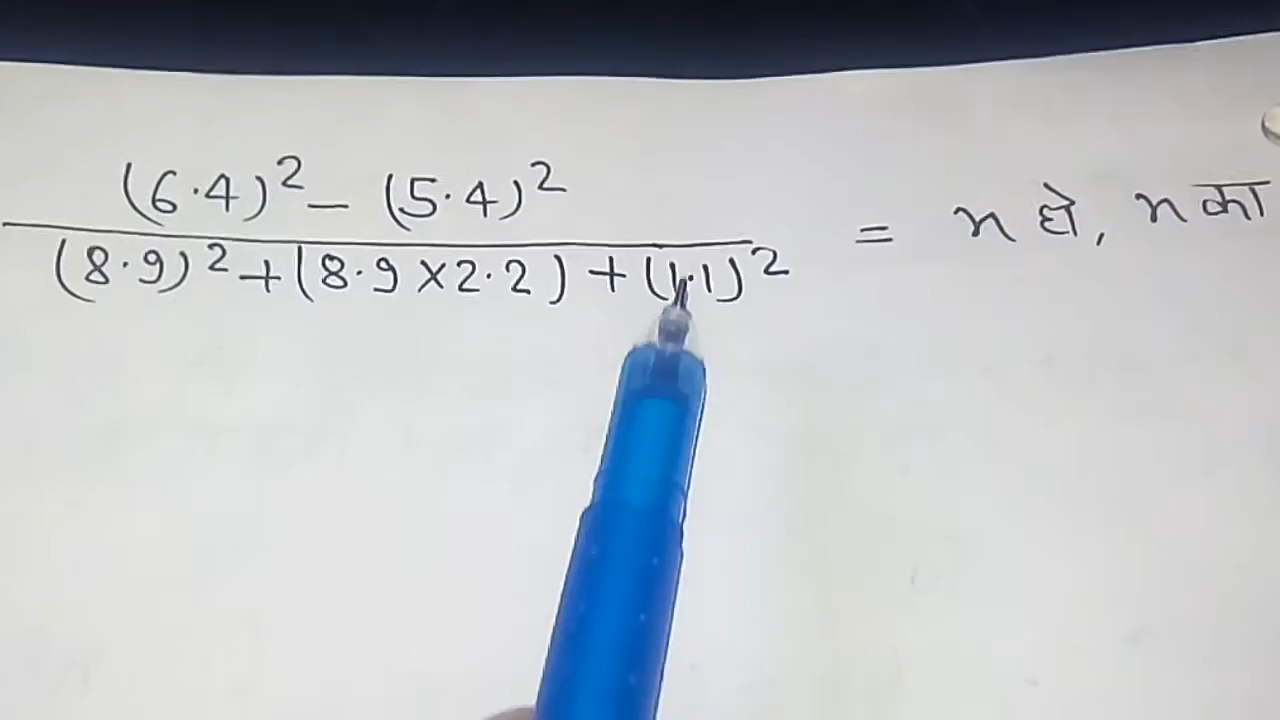 (6.4)² - (5.4)²
(8.9)² + (8.9 × 2.2) + (1.1)² = n हो, n का